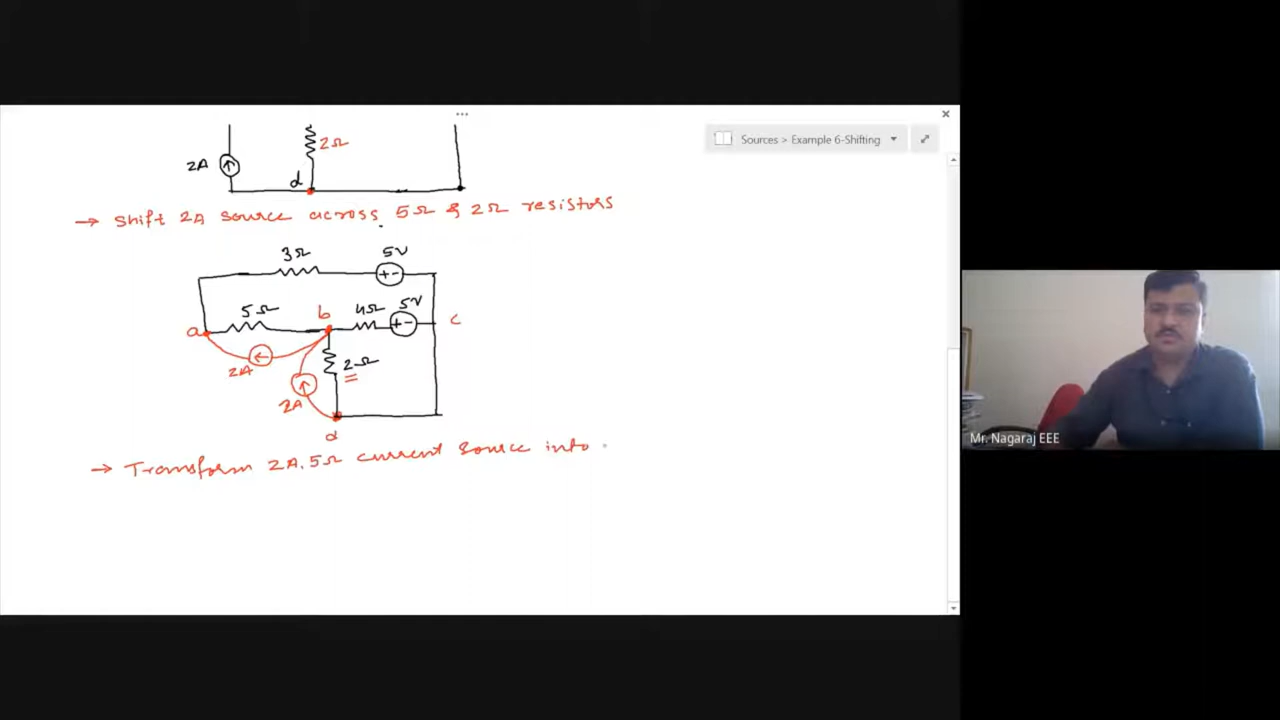 Sources > Example 6-Shifting
2Ω
2A
d
→ Shift 2A source across 5Ω & 2Ω resistors
3Ω
5V
+-
5Ω
b
4Ω
5V
+-
a
c
2A
2Ω
2A
d
→ Transform 2A, 5Ω current source into
Mr. Nagaraj EEE